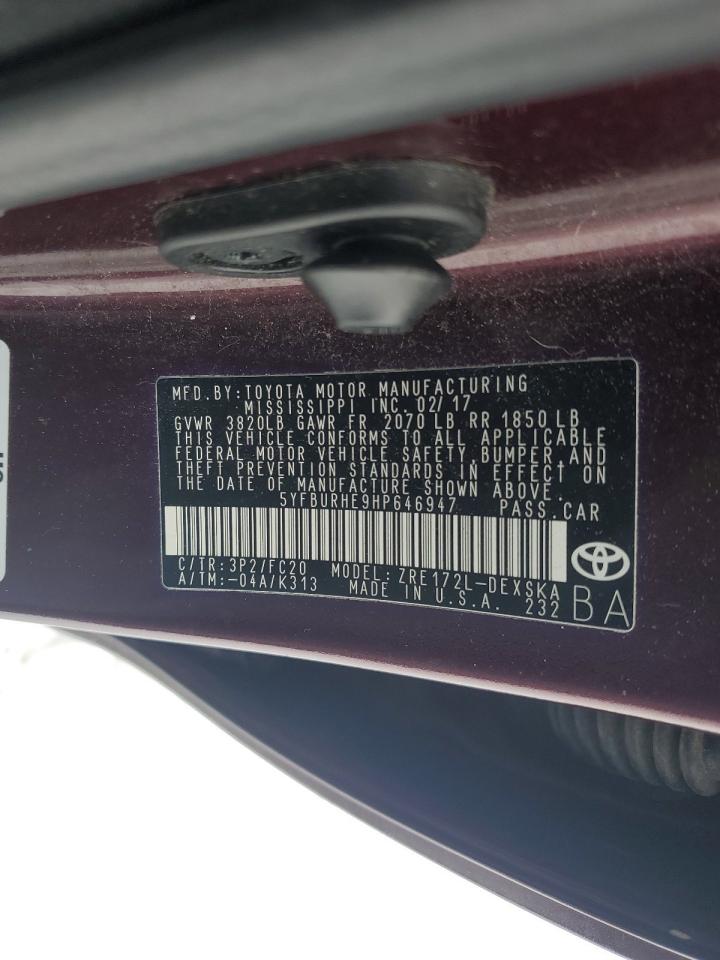 MFD.BY:TOYOTA MOTOR MANUFACTURING
MISSISSIPPI INC. 02/17
GVWR 3820LB GAWR FR 2070 LB RR 1850 LB
THIS VEHICLE CONFORMS TO ALL APPLICABLE
FEDERAL MOTOR VEHICLE SAFETY, BUMPER, AND
THEFT PREVENTION STANDARDS IN EFFECT ON
THE DATE OF MANUFACTURE SHOWN ABOVE.
5YFBURHE9HP646947 PASS.CAR
C/TR:3P2/FC20 MODEL:ZRE172L-DEXSKA
A/TM:-04A/K313 MADE IN U.S.A. 232
BA